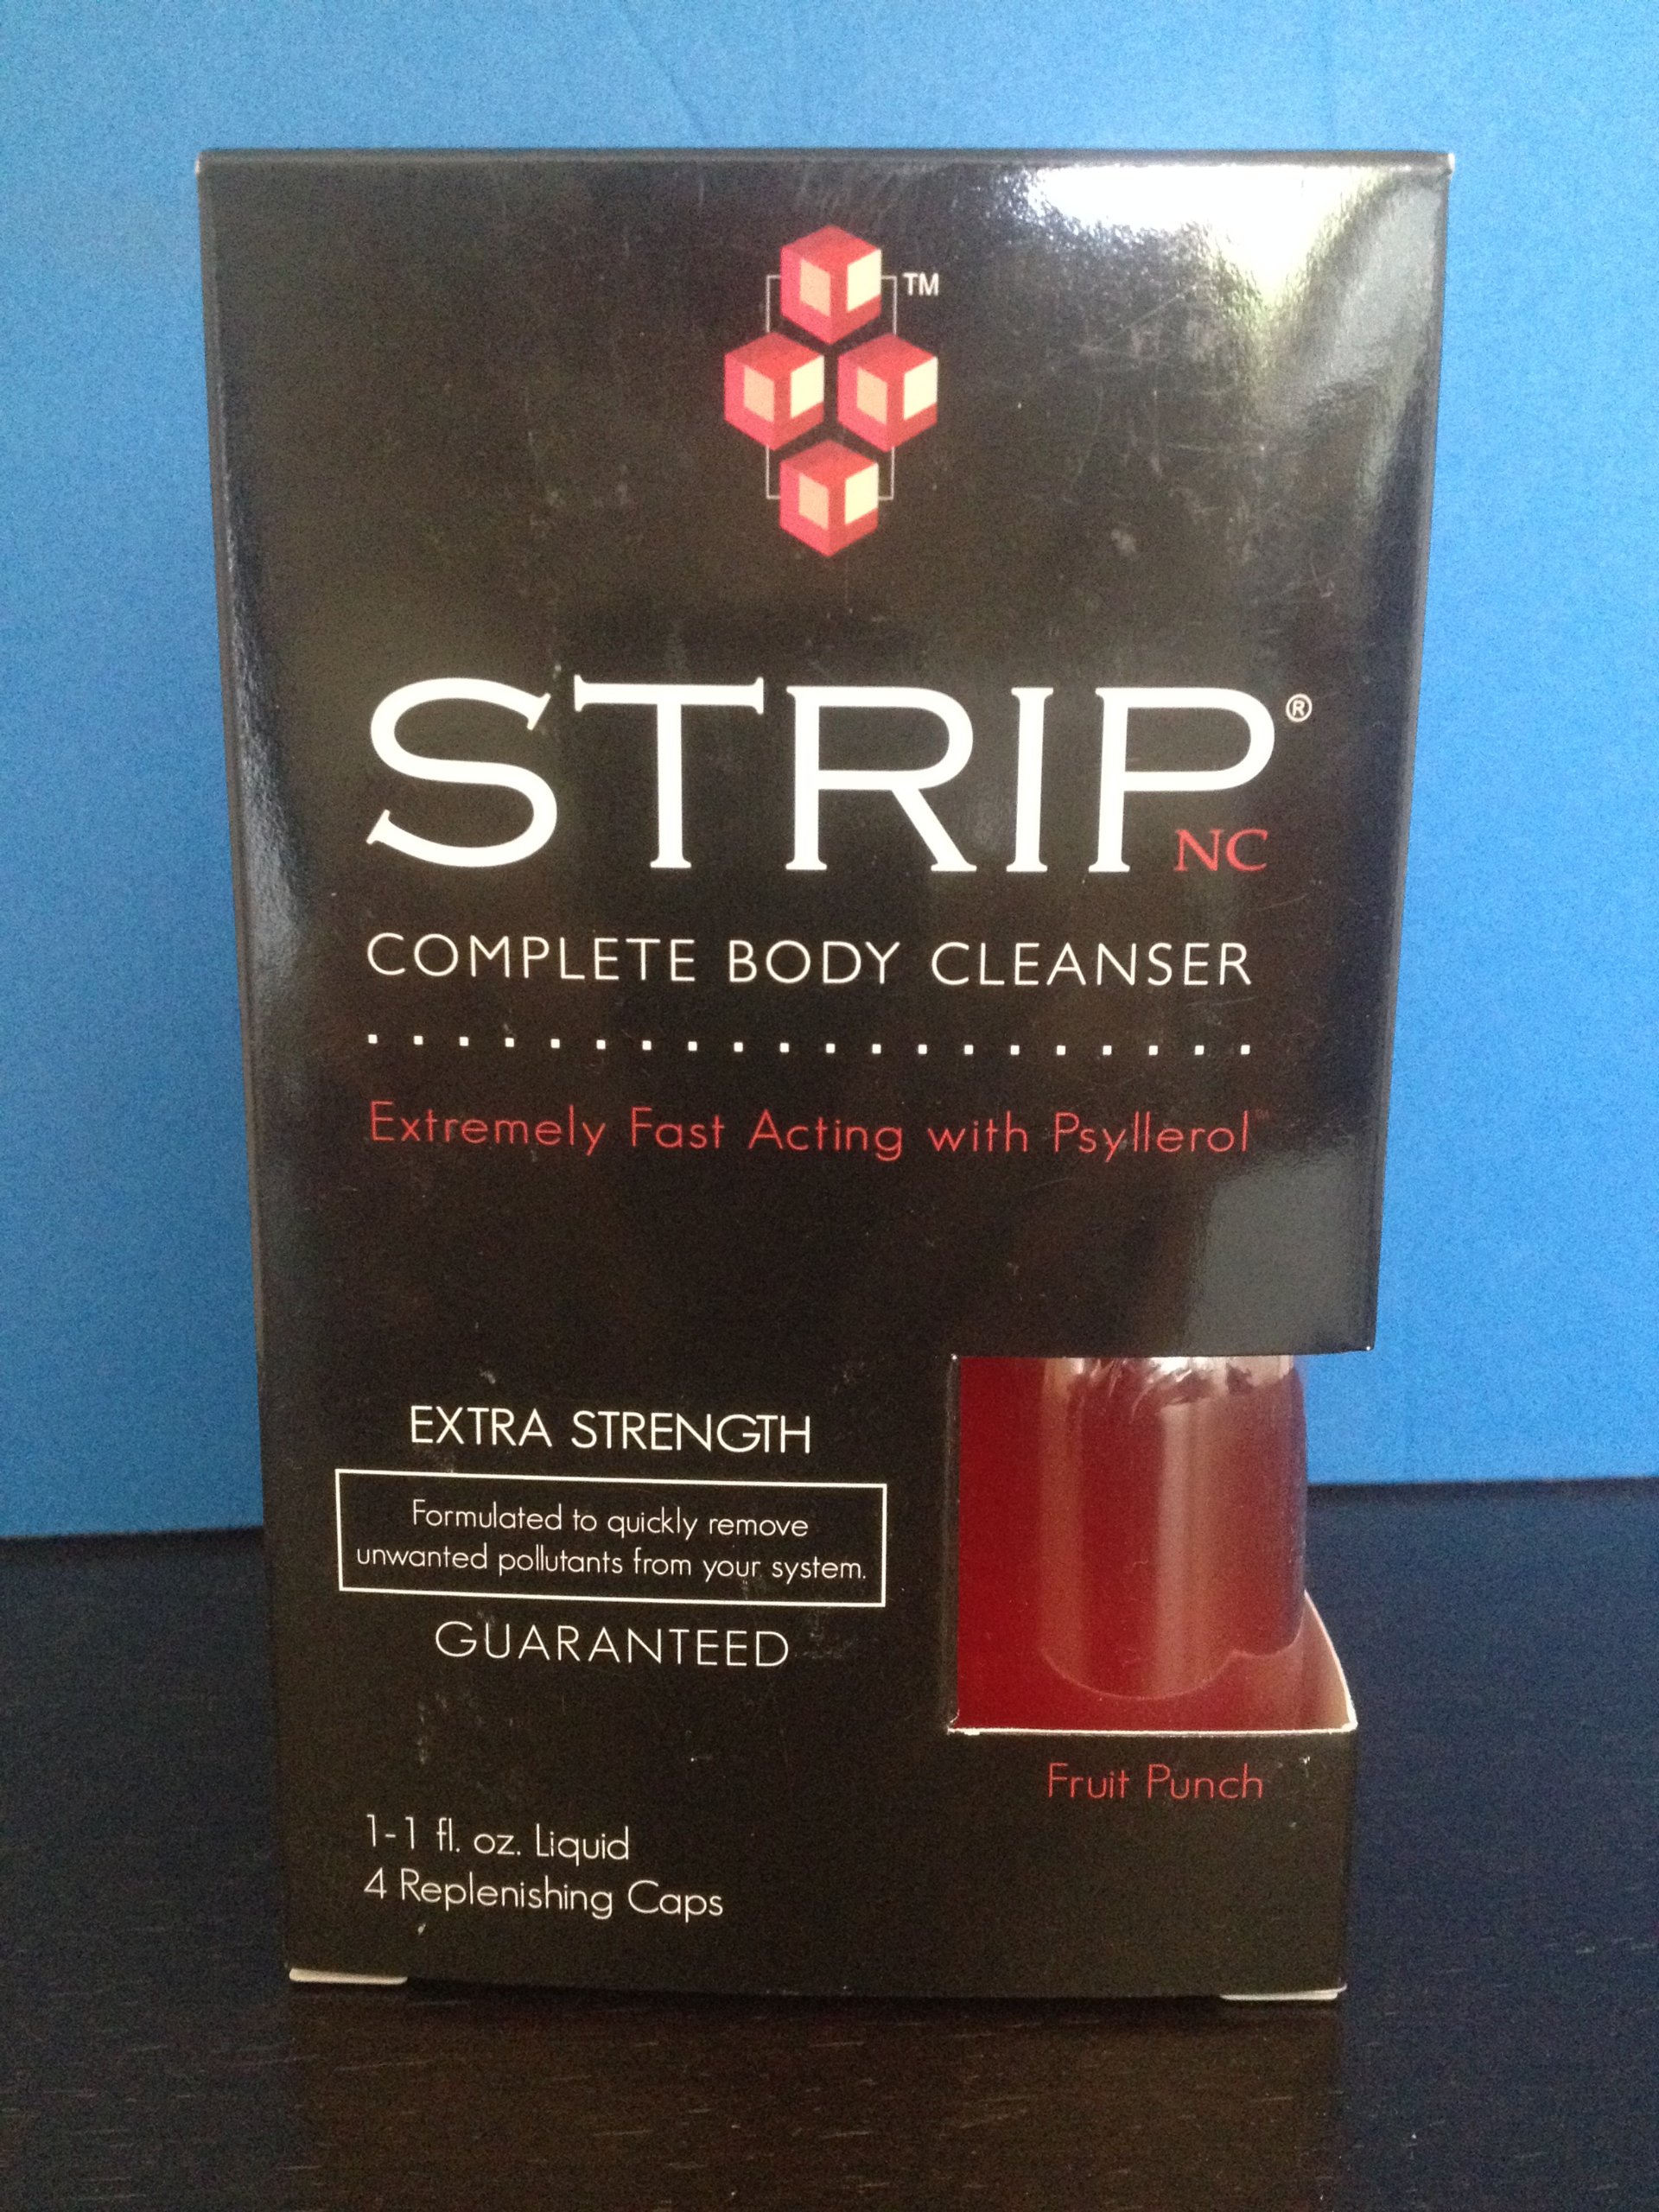 TM
STRIP®
NC
COMPLETE BODY CLEANSER
Extremely Fast Acting with Psyllerol™
EXTRA STRENGTH
Formulated to quickly remove
unwanted pollutants from your system.
GUARANTEED
Fruit Punch
1-1 fl. oz. Liquid
4 Replenishing Caps